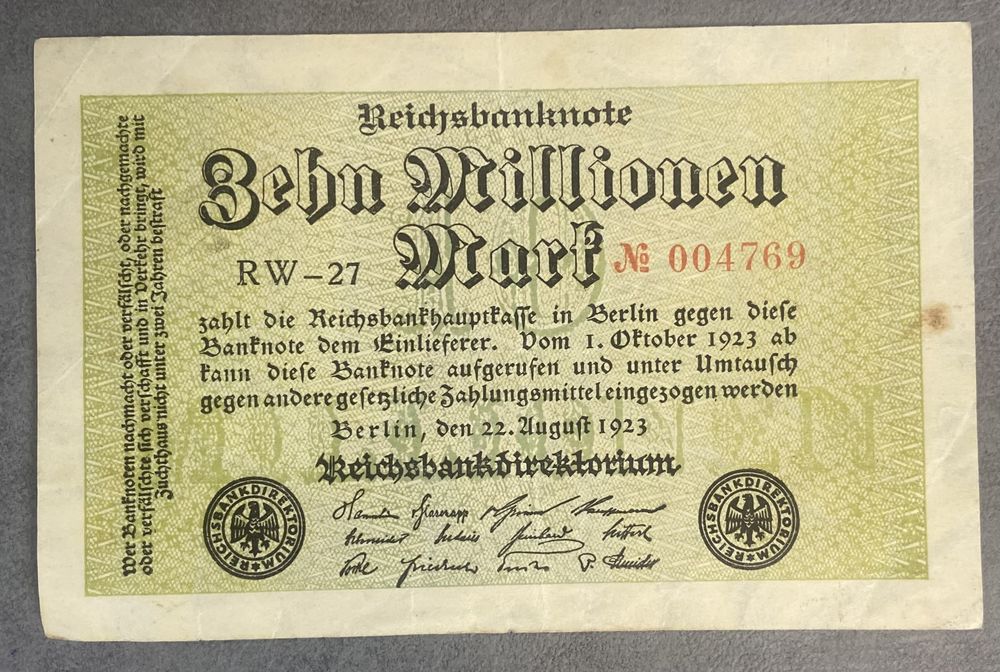 Reichsbanknote
Zehn Millionen
Mark
RW-27
№ 004769
zahlt die Reichsbankhauptkasse in Berlin gegen diese
Banknote dem Einlieferer. Vom 1. Oktober 1923 ab
kann diese Banknote aufgerufen und unter Umtausch
gegen andere gesetzliche Zahlungsmittel eingezogen werden
Berlin, den 22. August 1923
Reichsbankdirektorium
REICHSBANKDIREKTORIUM
REICHSBANKDIREKTORIUM
Wer Banknoten nachmacht oder verfälscht, oder nachgemachte
oder verfälschte sich verschafft und in Verkehr bringt, wird mit
Zuchthaus nicht unter zwei Jahren bestraft